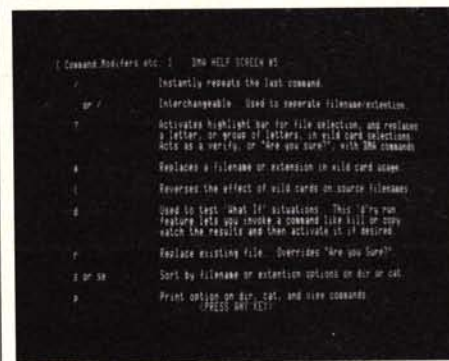 [ Command Modifers etc. ] DMA HELP SCREEN #5
/ Instantly repeats the last command.
or / Interchangeable. Used to seperate filename/extention.
? Activates highlight bar for file selection, and replaces
a letter, or group of letters, in wild card selections
Acts as a verify, or "Are you sure?", with DMA commands
Replaces a filename or extension in wild card usage
Reverses the effect of wild cards on source filenames
d Used to test 'What If' situations. This 'd'ry run
feature lets you invoke a command like kill or copy
watch the results and then activate it if desired
r Replace existing file. Overrides "Are you Sure?"
s or se Sort by filename or extention options on dir or cat.
p Print option on dir, cat, and view commands
(PRESS ANY KEY)